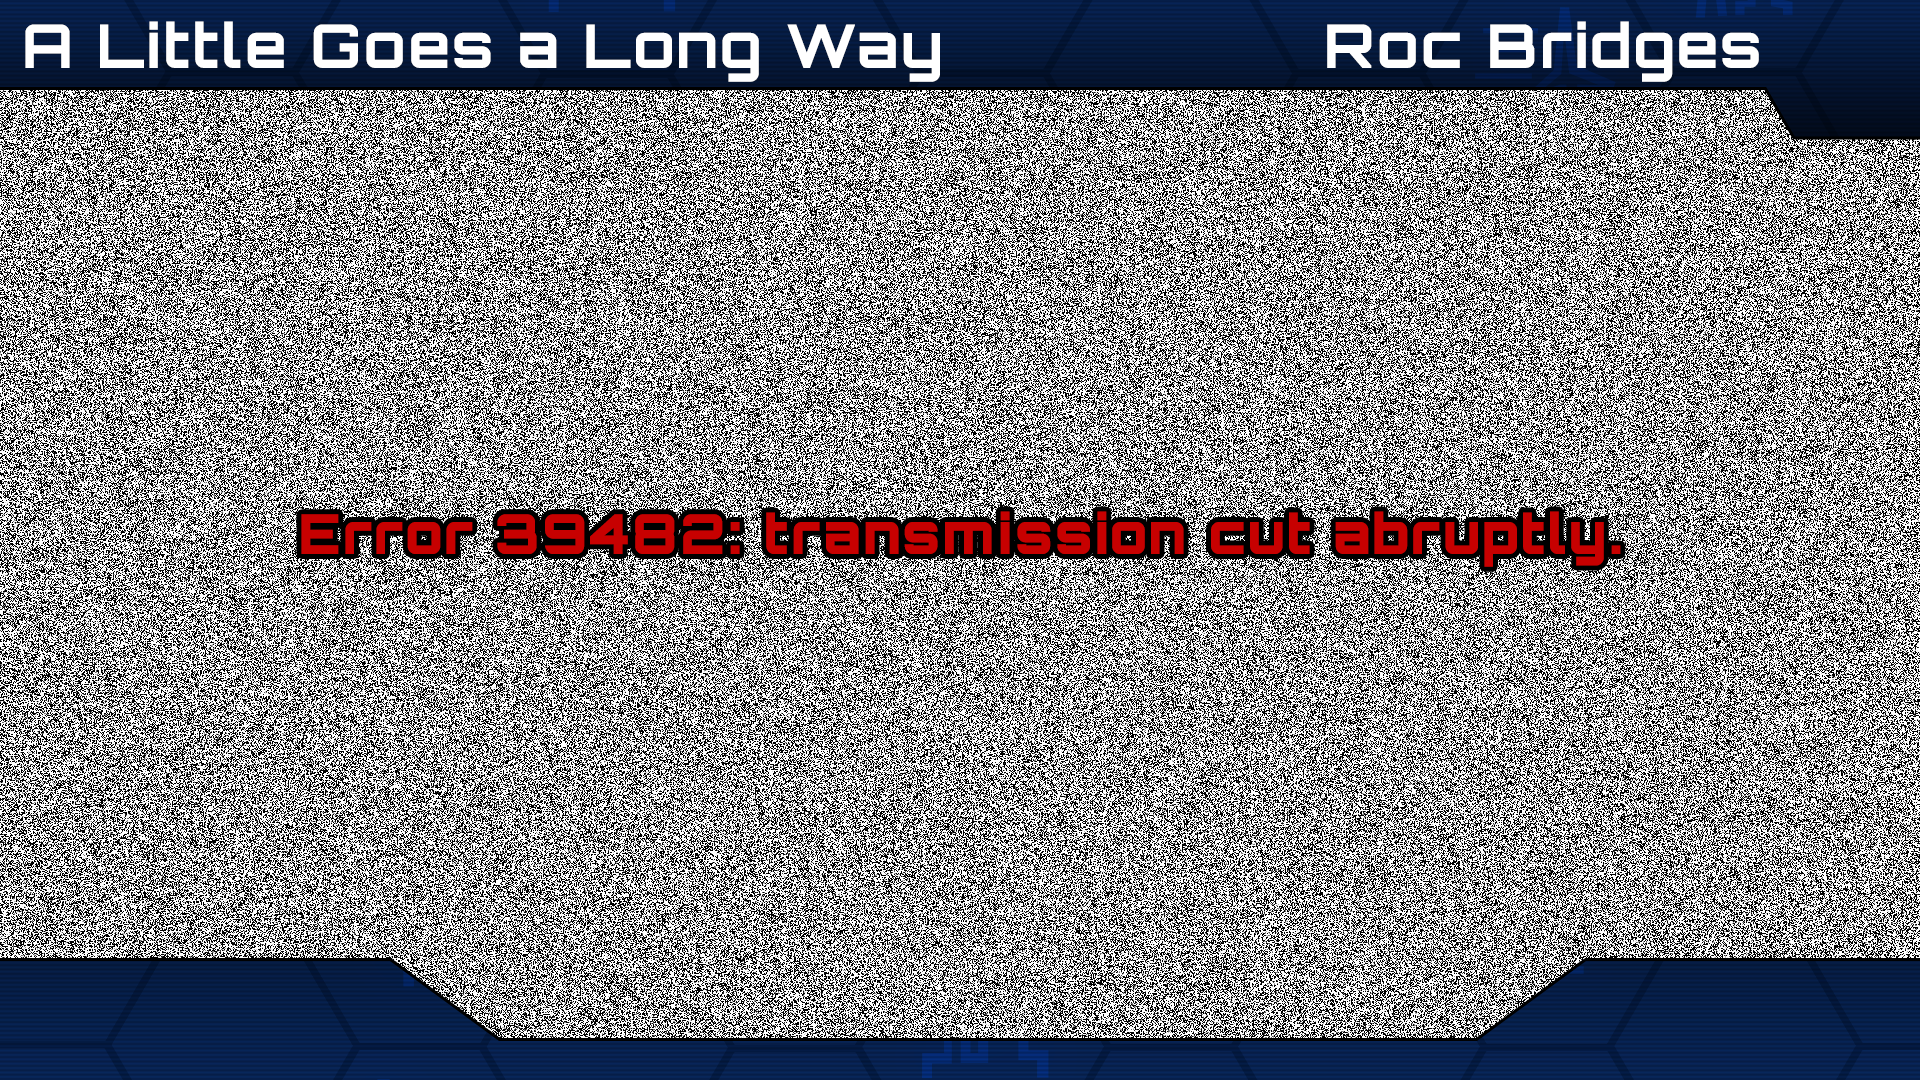 A Little Goes a Long Way
Roc Bridges
Error 39482: transmission cut abruptly.